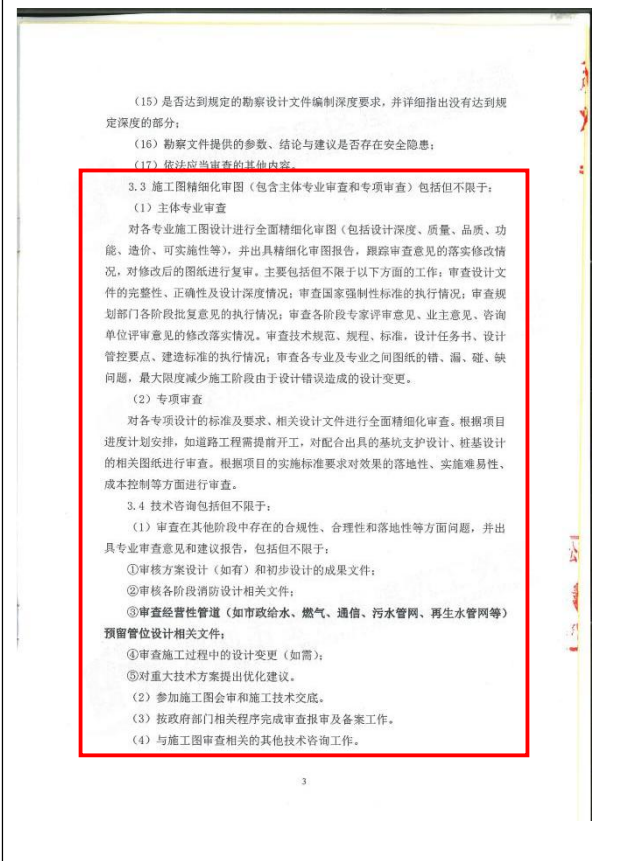 （15）是否达到规定的勘察设计文件编制深度要求，并详细指出没有达到规
定深度的部分；
（16）勘察文件提供的参数、结论与建议是否存在安全隐患；
（17）依法应当审查的其他内容。
3.3 施工图精细化审图（包含主体专业审查和专项审查）包括但不限于：
（1）主体专业审查
对各专业施工图设计进行全面精细化审图（包括设计深度、质量、品质、功
能、造价、可实施性等），并出具精细化审图报告，跟踪审查意见的落实修改情
况，对修改后的图纸进行复审。主要包括但不限于以下方面的工作：审查设计文
件的完整性、正确性及设计深度情况；审查国家强制性标准的执行情况；审查规
划部门各阶段批复意见的执行情况；审查各阶段专家评审意见、业主意见、咨询
单位评审意见的修改落实情况。审查技术规范、规程、标准，设计任务书、设计
管控要点、建造标准的执行情况；审查各专业及专业之间图纸的错、漏、碰、缺
问题，最大限度减少施工阶段由于设计错误造成的设计变更。
（2）专项审查
对各专项设计的标准及要求、相关设计文件进行全面精细化审查。根据项目
进度计划安排，如道路工程需提前开工，对配合出具的基坑支护设计、桩基设计
的相关图纸进行审查。根据项目的实施标准要求对效果的落地性、实施难易性、
成本控制等方面进行审查。
3.4 技术咨询包括但不限于：
（1）审查在其他阶段中存在的合规性、合理性和落地性等方面问题，并出
具专业审查意见和建议报告，包括但不限于：
①审核方案设计（如有）和初步设计的成果文件；
②审核各阶段消防设计相关文件；
③审查经营性管道（如市政给水、燃气、通信、污水管网、再生水管网等）
预留管位设计相关文件；
④审查施工过程中的设计变更（如需）；
⑤对重大技术方案提出优化建议。
（2）参加施工图会审和施工技术交底。
（3）按政府部门相关程序完成审查报审及备案工作。
（4）与施工图审查相关的其他技术咨询工作。
3